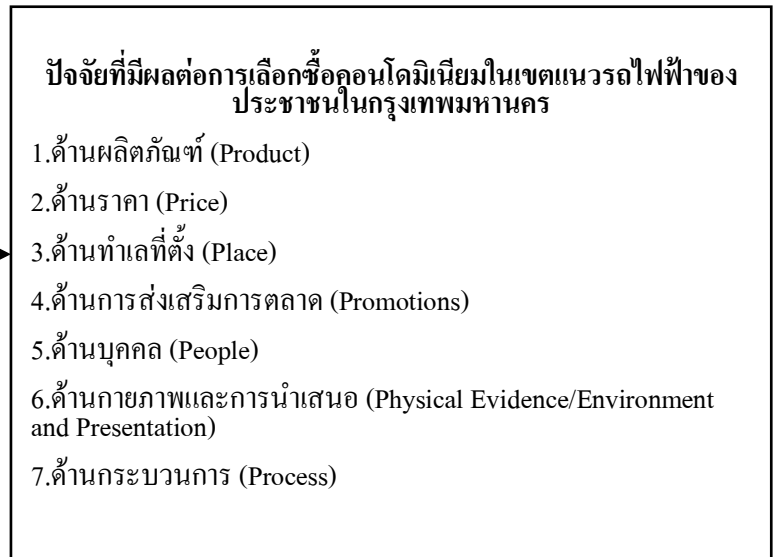 ปัจจัยที่มีผลต่อการเลือกซื้อคอนโดมิเนียมในเขตแนวรถไฟฟ้าของ
ประชาชนในกรุงเทพมหานคร
1.ด้านผลิตภัณฑ์ (Product)
2.ด้านราคา (Price)
3.ด้านทำเลที่ตั้ง (Place)
4.ด้านการส่งเสริมการตลาด (Promotions)
5.ด้านบุคคล (People)
6.ด้านกายภาพและการนำเสนอ (Physical Evidence/Environment
and Presentation)
7.ด้านกระบวนการ (Process)